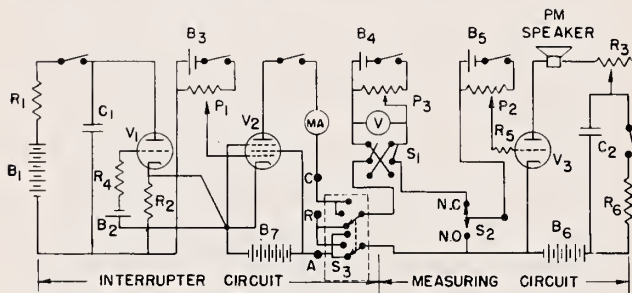 PM
SPEAKER
B3
B4
B5
R3
R1
C1
P1
P3
P2
V1
V2
MA
V
R5
V3
C2
B1
R4
S1
C
N.C
R2
R
S2
R6
B2
B7
N.O
B6
A
S3
INTERRUPTER CIRCUIT
MEASURING CIRCUIT